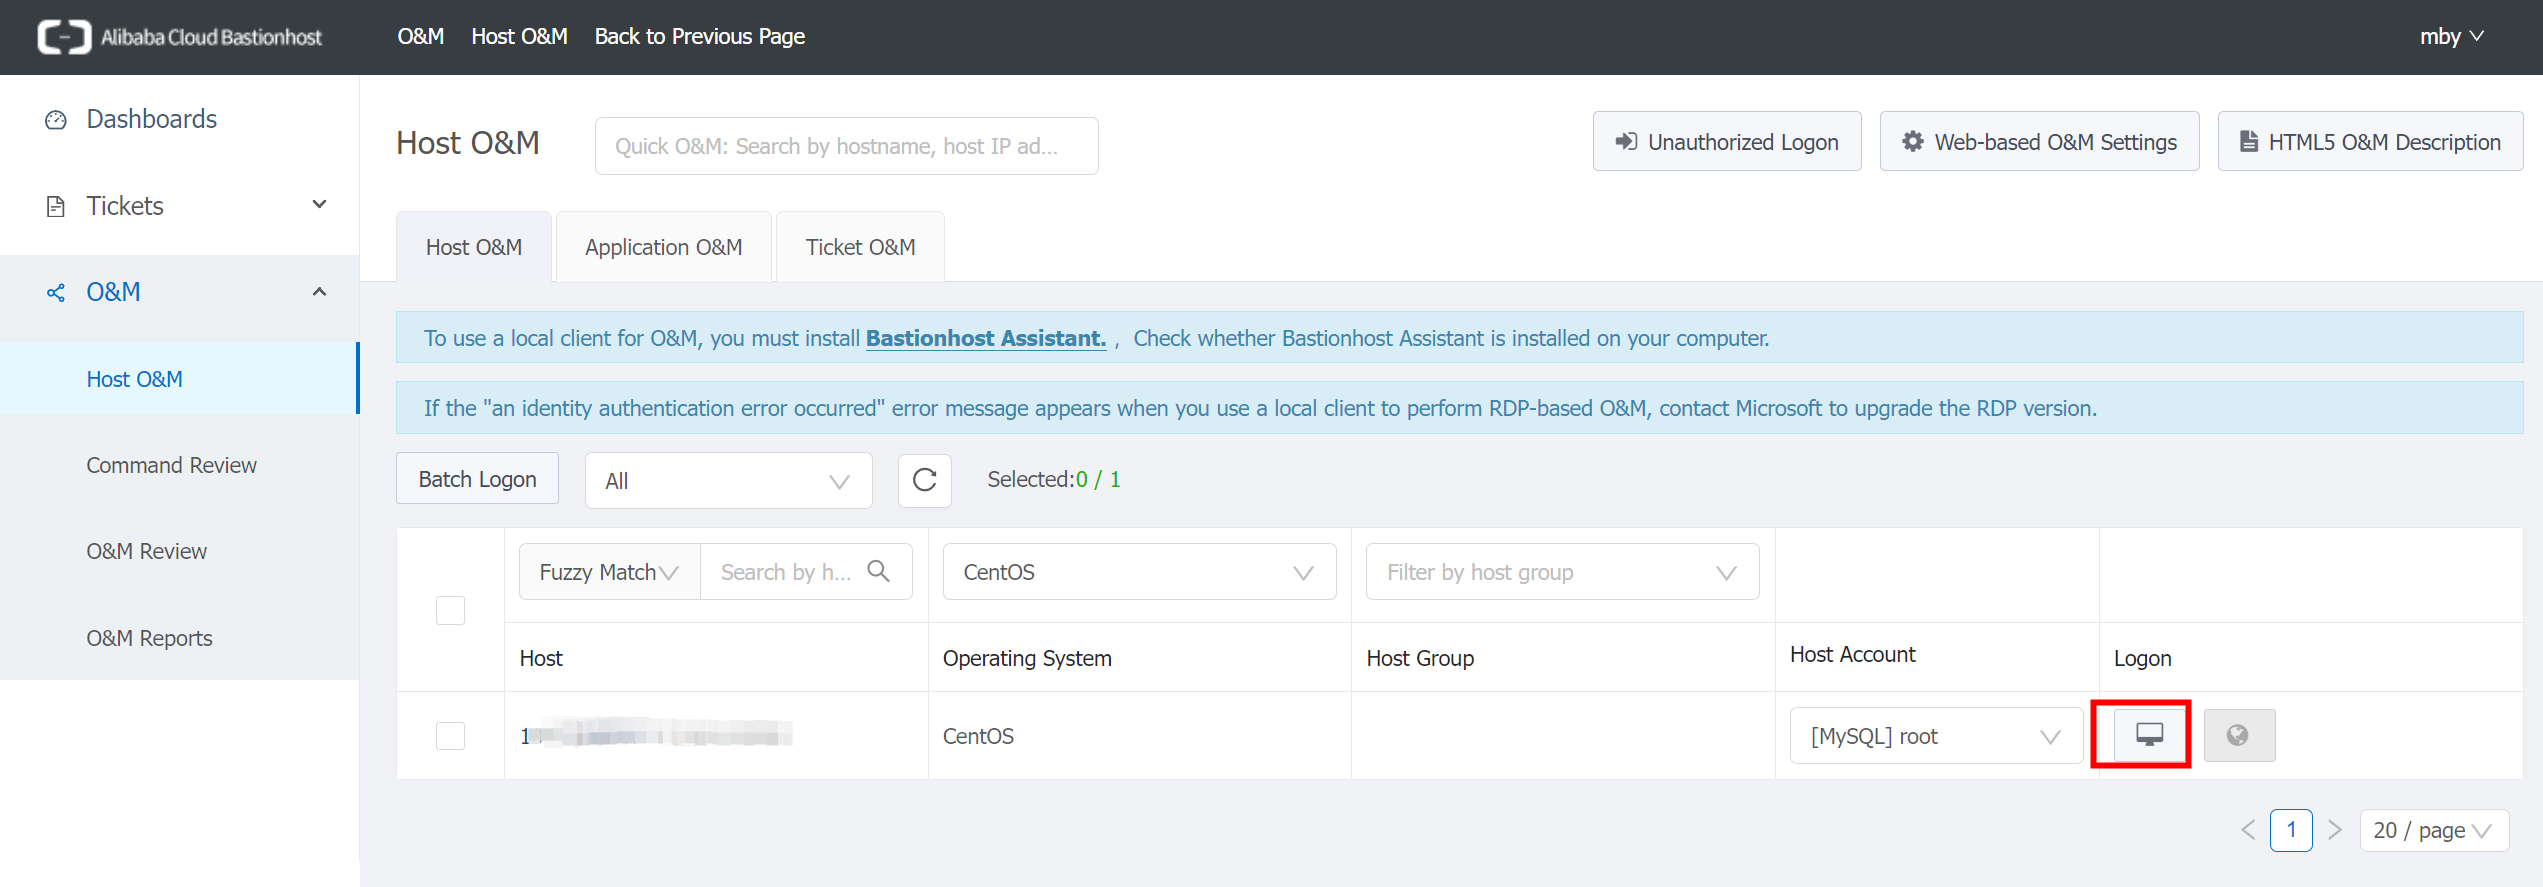 Alibaba Cloud Bastionhost
O&M Host O&M Back to Previous Page
mby
Dashboards
Tickets
O&M
Host O&M
Command Review
O&M Review
O&M Reports
Host O&M
Quick O&M: Search by hostname, host IP ad...
Unauthorized Logon
Web-based O&M Settings
HTML5 O&M Description
Host O&M
Application O&M
Ticket O&M
To use a local client for O&M, you must install Bastionhost Assistant. , Check whether Bastionhost Assistant is installed on your computer.
If the "an identity authentication error occurred" error message appears when you use a local client to perform RDP-based O&M, contact Microsoft to upgrade the RDP version.
Batch Logon
All
Selected:0 / 1
Fuzzy Match
Search by h...
CentOS
Filter by host group
Host
Operating System
Host Group
Host Account
Logon
CentOS
[MySQL] root
1
20 / page